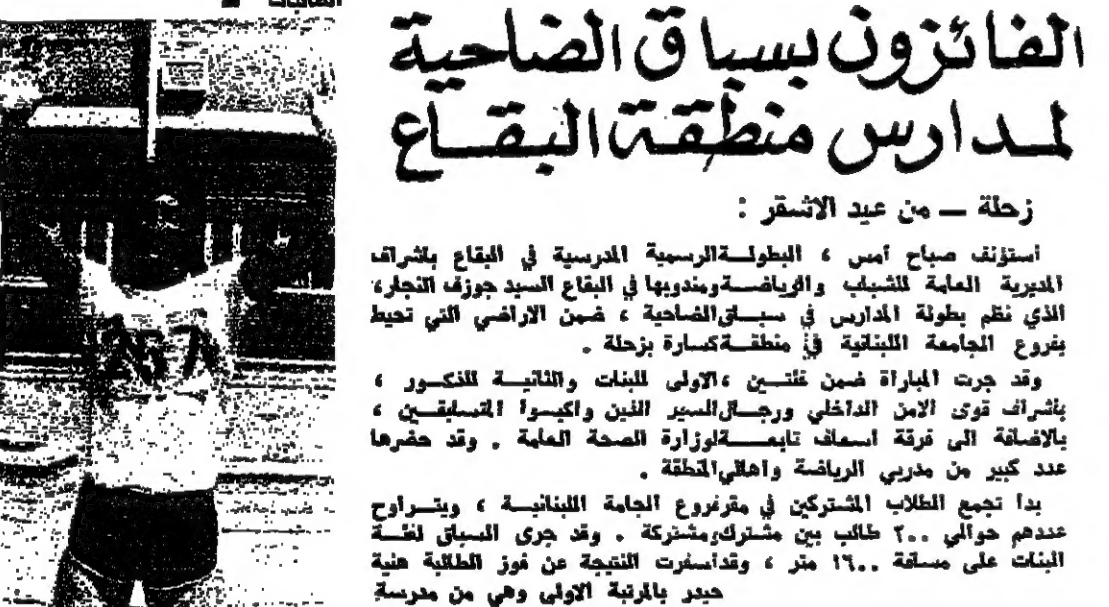 الفائزون بسباق الضاحية
لمدارس منطقة البقاع
زحلة — من عيد الاشقر :
أستؤنف صباح أمس ، البطولة الرسمية المدرسية في البقاع باشراف
المديرية العامة للشباب والرياضة ومندوبها في البقاع السيد جوزف النجار،
الذي نظم بطولة المدارس في سباق الضاحية ، ضمن الاراضي التي تحيط
بفروع الجامعة اللبنانية في منطقة كسارة بزحلة .
وقد جرت المباراة ضمن فئتين ، الاولى للبنات والثانية للذكور ،
بأشراف قوى الامن الداخلي ورجال السير الذين واكبوا المتسابقين ،
بالاضافة الى فرقة اسعاف تابعة لوزارة الصحة العامة . وقد حضرها
عدد كبير من مدربي الرياضة واهالي المنطقة .
بدا تجمع الطلاب المشتركين في مقر فروع الجامة اللبنانية ، ويتراوح
عددهم حوالي ٢٠٠ طالب بين مشترك ومشتركة . وقد جرى السباق لفئة
البنات على مسافة ١٦٠٠ متر ، وقد اسفرت النتيجة عن فوز الطالبة هنية
حيدر بالمرتبة الاولى وهي من مدرسة